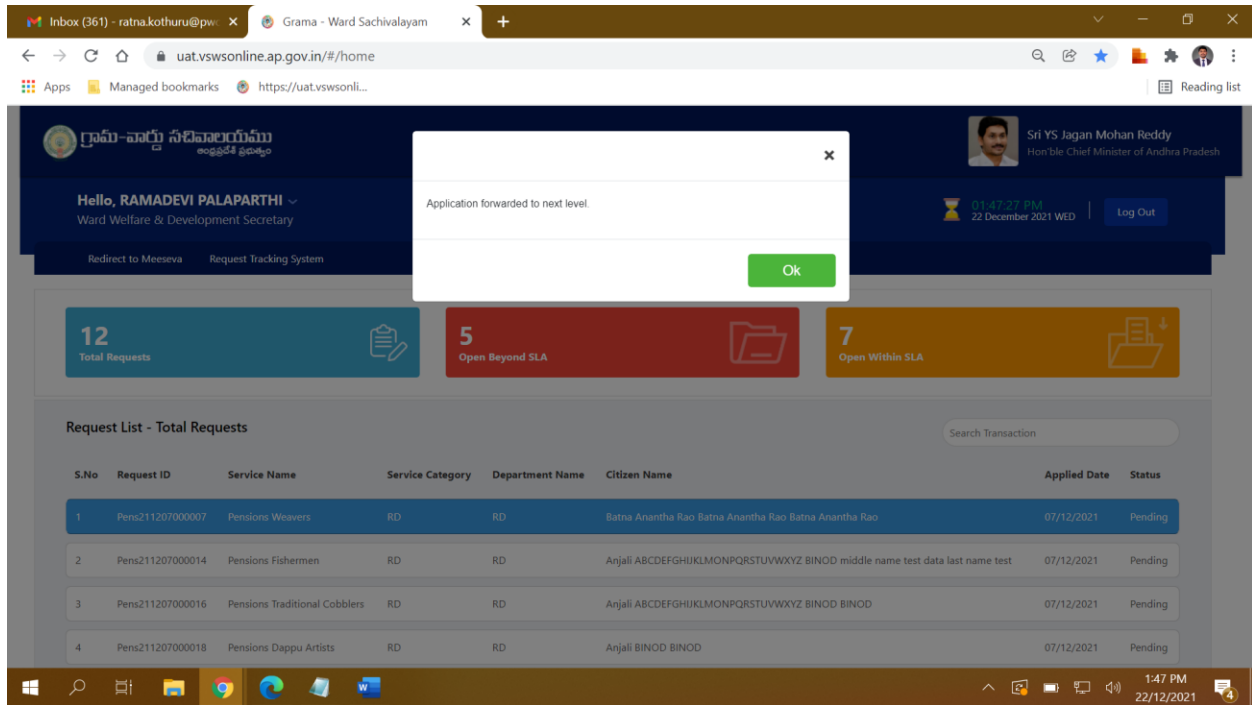 Inbox (361) - ratna.kothuru@pwc
Grama - Ward Sachivalayam
uat.vswsonline.ap.gov.in/#/home
Apps Managed bookmarks https://uat.vswsonli... Reading list
గ్రామ-వార్డు సచివాలయము
ఆంధ్రప్రదేశ్ ప్రభుత్వం
Sri YS Jagan Mohan Reddy
Hon'ble Chief Minister of Andhra Pradesh
Hello, RAMADEVI PALAPARTHI
Ward Welfare & Development Secretary
Application forwarded to next level.
Ok
01:47:27 PM
22 December 2021 WED
Log Out
Redirect to Meeseva Request Tracking System
12
Total Requests
5
Open Beyond SLA
7
Open Within SLA
Request List - Total Requests
Search Transaction
S.No Request ID Service Name Service Category Department Name Citizen Name Applied Date Status
1 Pens211207000007 Pensions Weavers RD RD Batna Anantha Rao Batna Anantha Rao Batna Anantha Rao 07/12/2021 Pending
2 Pens211207000014 Pensions Fishermen RD RD Anjali ABCDEFGHIJKLMONPQRSTUVWXYZ BINOD middle name test data last name test 07/12/2021 Pending
3 Pens211207000016 Pensions Traditional Cobblers RD RD Anjali ABCDEFGHIJKLMONPQRSTUVWXYZ BINOD BINOD 07/12/2021 Pending
4 Pens211207000018 Pensions Dappu Artists RD RD Anjali BINOD BINOD 07/12/2021 Pending
1:47 PM
22/12/2021
4